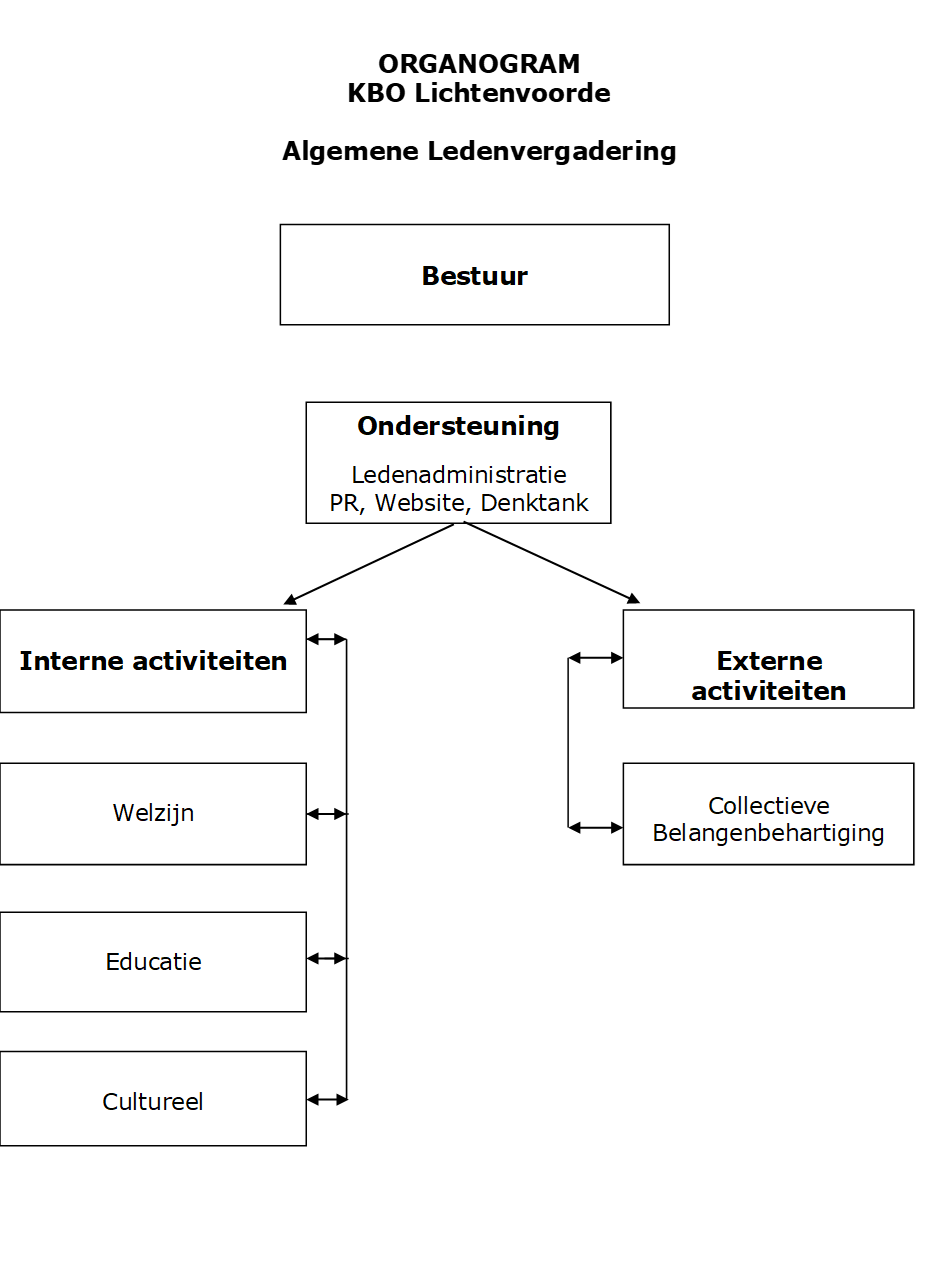 ORGANOGRAM
KBO Lichtenvoorde
Algemene Ledenvergadering
Bestuur
Ondersteuning
Ledenadministratie
PR, Website, Denktank
Interne activiteiten
Externe
activiteiten
Welzijn
Collectieve
Belangenbehartiging
Educatie
Cultureel